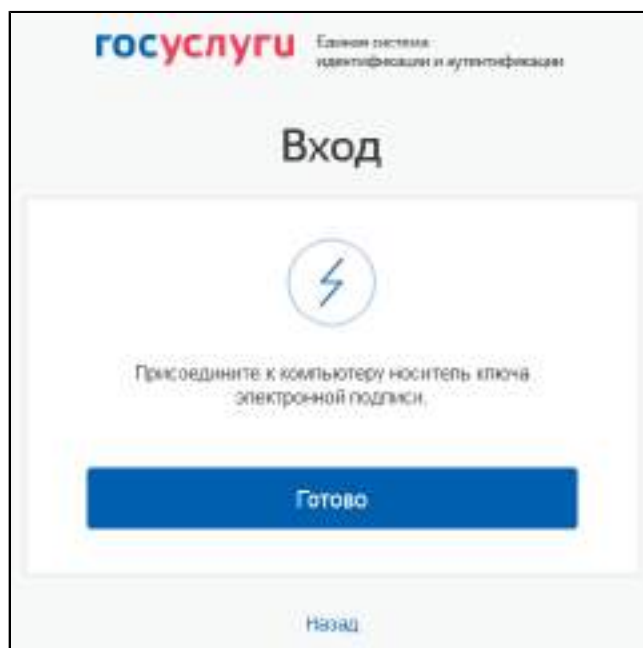 госуслуги
Единая система
идентификации и аутентификации
Вход
Присоедините к компьютеру носитель ключа
электронной подписи.
Готово
Назад